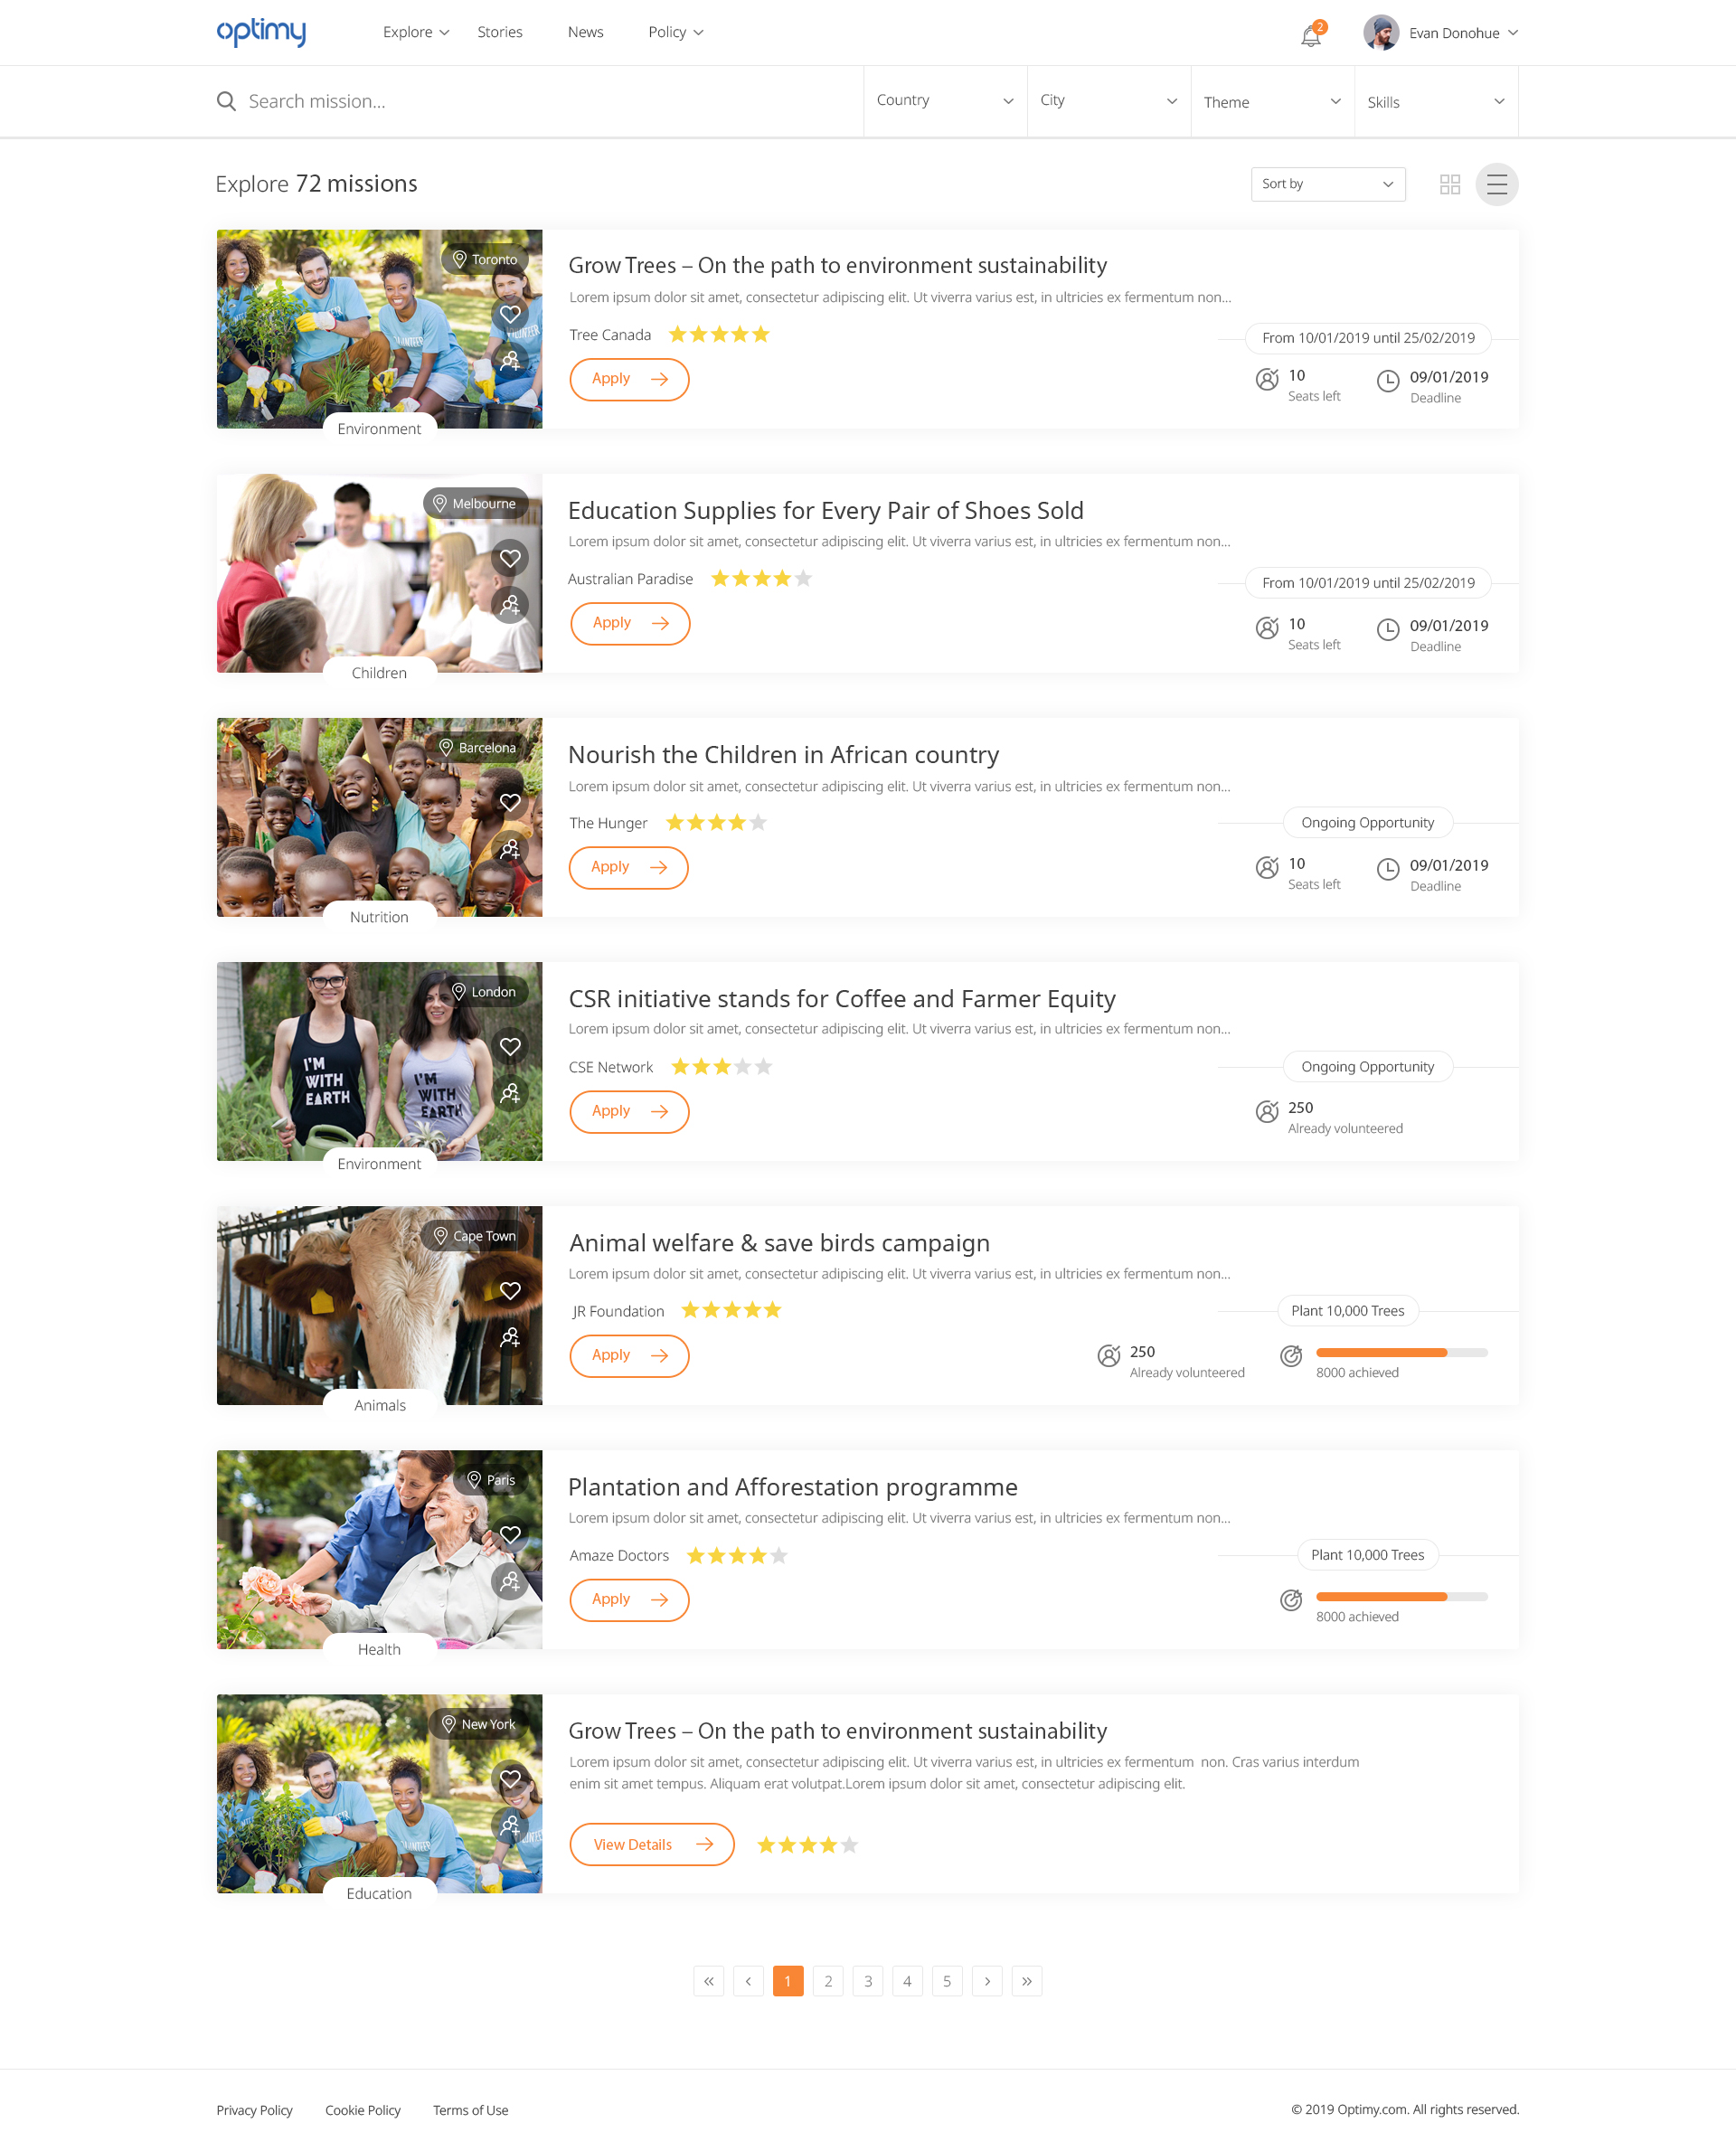 optimy
Explore
Stories
News
Policy
2
Evan Donohue
Search mission...
Country
City
Theme
Skills
Explore 72 missions
Sort by
Toronto
Environment
Grow Trees – On the path to environment sustainability
Lorem ipsum dolor sit amet, consectetur adipiscing elit. Ut viverra varius est, in ultricies ex fermentum non...
Tree Canada
From 10/01/2019 until 25/02/2019
Apply
10
Seats left
09/01/2019
Deadline
Melbourne
Children
Education Supplies for Every Pair of Shoes Sold
Lorem ipsum dolor sit amet, consectetur adipiscing elit. Ut viverra varius est, in ultricies ex fermentum non...
Australian Paradise
From 10/01/2019 until 25/02/2019
Apply
10
Seats left
09/01/2019
Deadline
Barcelona
Nutrition
Nourish the Children in African country
Lorem ipsum dolor sit amet, consectetur adipiscing elit. Ut viverra varius est, in ultricies ex fermentum non...
The Hunger
Ongoing Opportunity
Apply
10
Seats left
09/01/2019
Deadline
London
I'M
WITH
EARTH
I'M
WITH
EARTH
Environment
CSR initiative stands for Coffee and Farmer Equity
Lorem ipsum dolor sit amet, consectetur adipiscing elit. Ut viverra varius est, in ultricies ex fermentum non...
CSE Network
Ongoing Opportunity
Apply
250
Already volunteered
Cape Town
Animals
Animal welfare & save birds campaign
Lorem ipsum dolor sit amet, consectetur adipiscing elit. Ut viverra varius est, in ultricies ex fermentum non...
JR Foundation
Plant 10,000 Trees
Apply
250
Already volunteered
8000 achieved
Paris
Health
Plantation and Afforestation programme
Lorem ipsum dolor sit amet, consectetur adipiscing elit. Ut viverra varius est, in ultricies ex fermentum non...
Amaze Doctors
Plant 10,000 Trees
Apply
8000 achieved
New York
Education
Grow Trees – On the path to environment sustainability
Lorem ipsum dolor sit amet, consectetur adipiscing elit. Ut viverra varius est, in ultricies ex fermentum  non. Cras varius interdum
enim sit amet tempus. Aliquam erat volutpat.Lorem ipsum dolor sit amet, consectetur adipiscing elit.
View Details
« ‹ 1 2 3 4 5 › »
Privacy Policy
Cookie Policy
Terms of Use
© 2019 Optimy.com. All rights reserved.